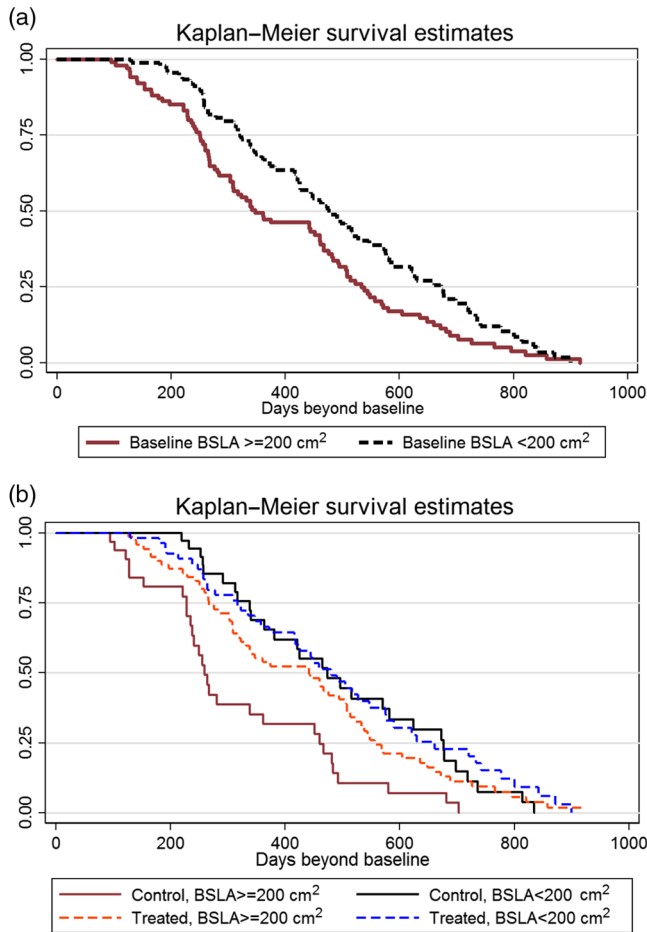 (a)
Kaplan–Meier survival estimates
1.00
0.75
0.50
0.25
0.00
0 200 400 600 800 1000
Days beyond baseline
Baseline BSLA >=200 cm² Baseline BSLA <200 cm²
(b)
Kaplan–Meier survival estimates
1.00
0.75
0.50
0.25
0.00
0 200 400 600 800 1000
Days beyond baseline
Control, BSLA>=200 cm² Control, BSLA<200 cm²
Treated, BSLA>=200 cm² Treated, BSLA<200 cm²